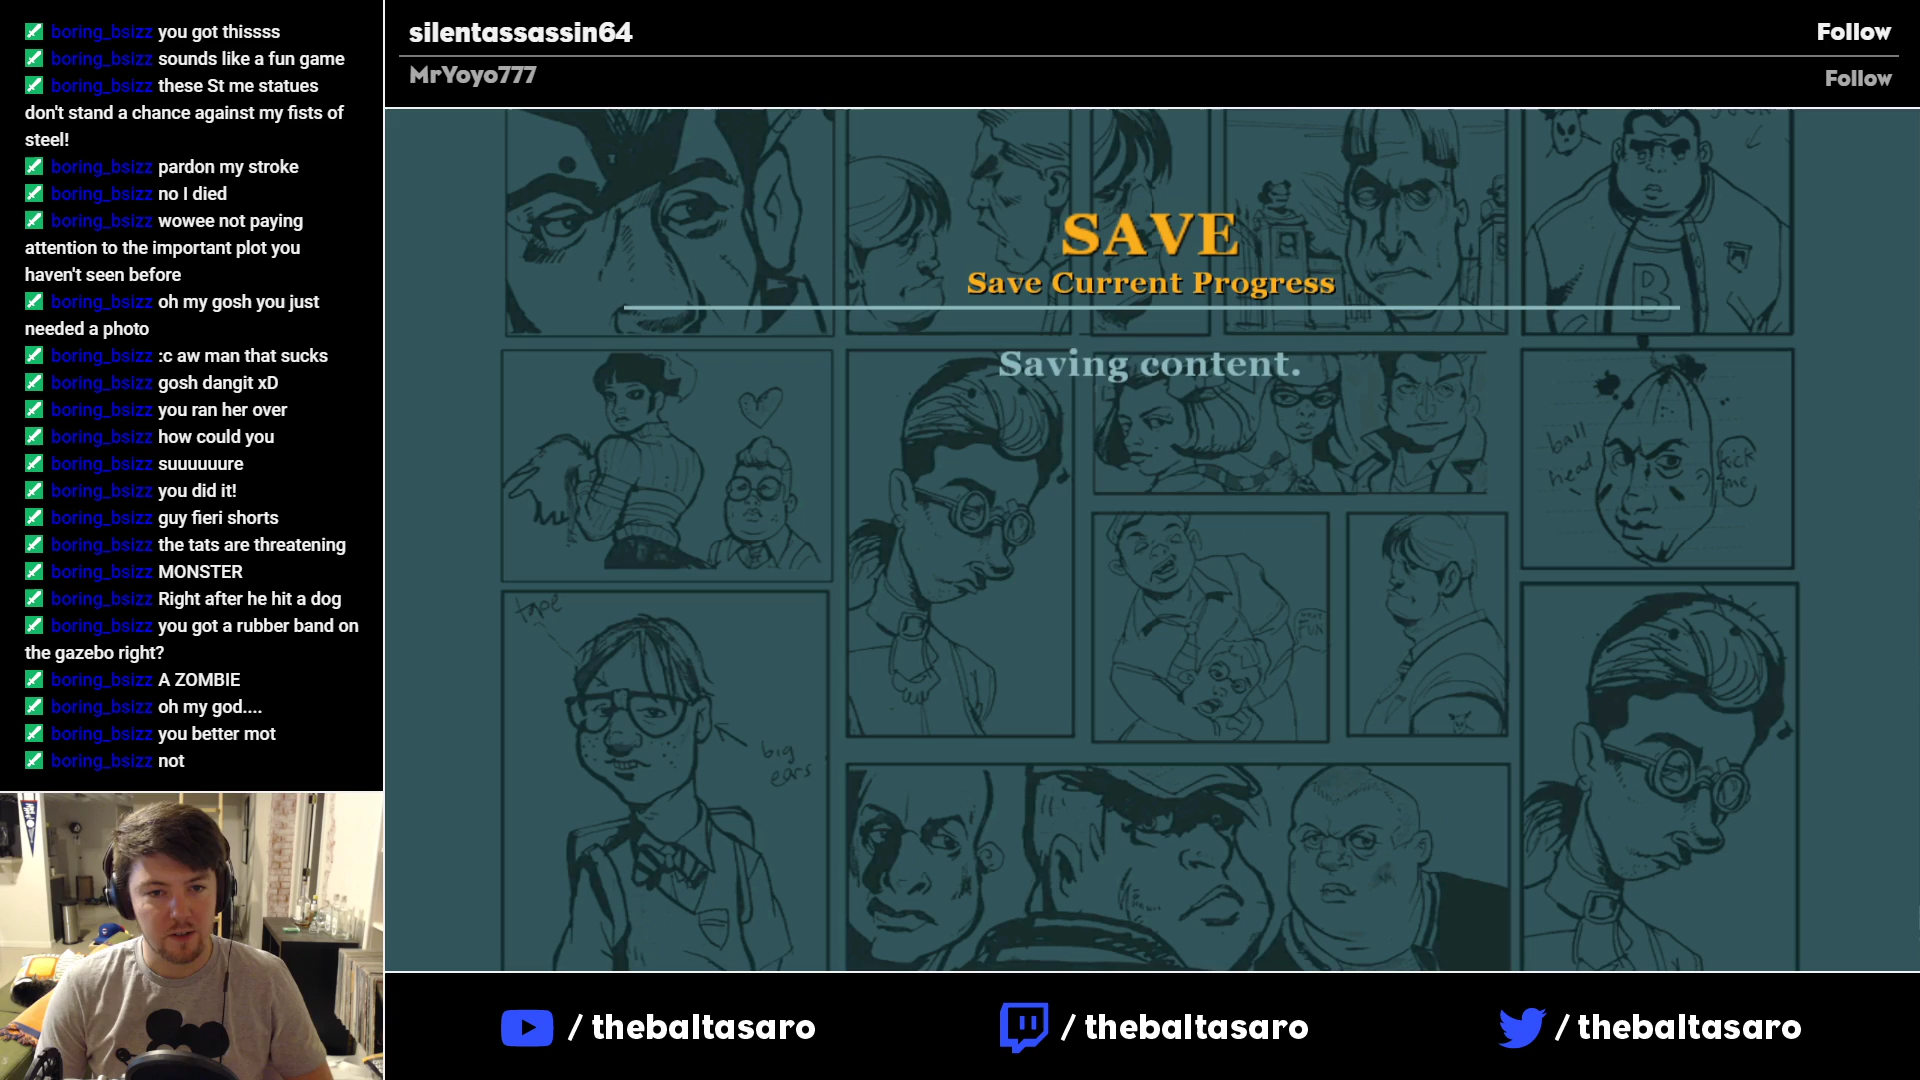 boring_bsizz you got thissss
boring_bsizz sounds like a fun game
boring_bsizz these St me statues
don't stand a chance against my fists of
steel!
boring_bsizz pardon my stroke
boring_bsizz no I died
boring_bsizz wowee not paying
attention to the important plot you
haven't seen before
boring_bsizz oh my gosh you just
needed a photo
boring_bsizz :c aw man that sucks
boring_bsizz gosh dangit xD
boring_bsizz you ran her over
boring_bsizz how could you
boring_bsizz suuuuuure
boring_bsizz you did it!
boring_bsizz guy fieri shorts
boring_bsizz the tats are threatening
boring_bsizz MONSTER
boring_bsizz Right after he hit a dog
boring_bsizz you got a rubber band on
the gazebo right?
boring_bsizz A ZOMBIE
boring_bsizz oh my god....
boring_bsizz you better mot
boring_bsizz not
silentassassin64 Follow
MrYoyo777 Follow
SAVE
Save Current Progress
Saving content.
B
ball
head
kick
me
tape
big
ears
FUN
/ thebaltasaro
/ thebaltasaro
/ thebaltasaro